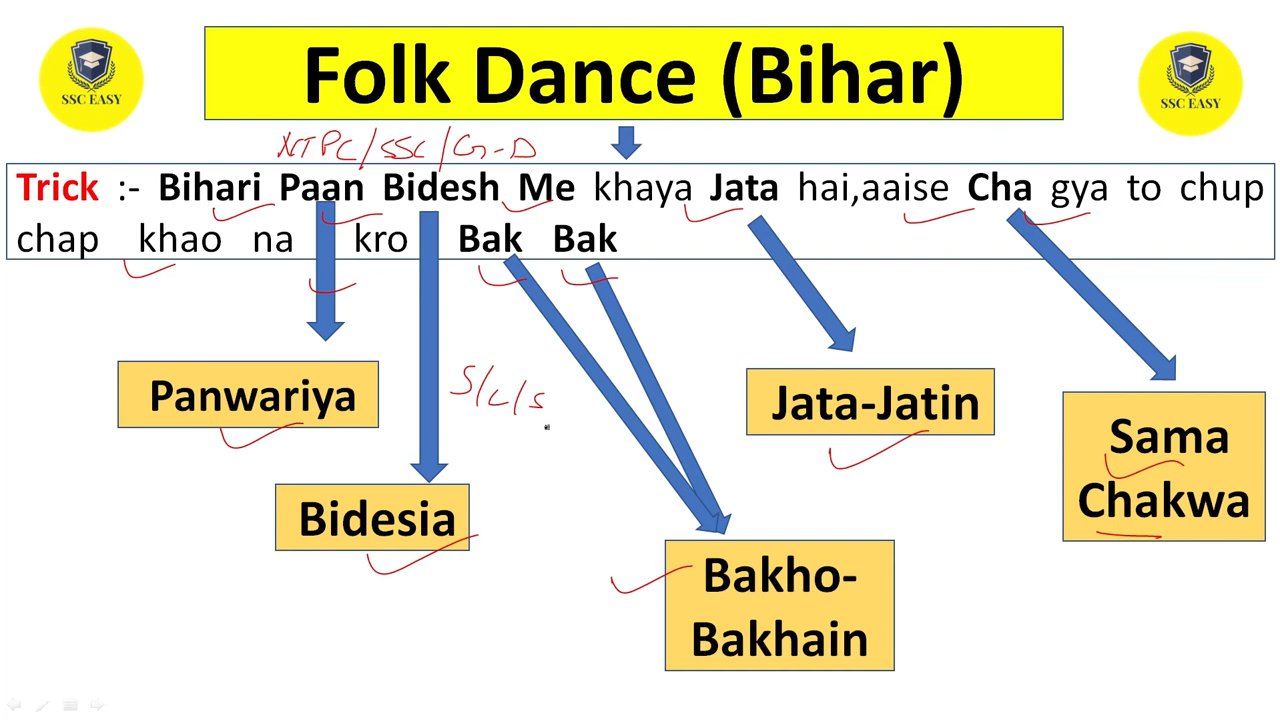 Folk Dance (Bihar)
SSC EASY
SSC EASY
NTPC/SSC/G-D
Trick :- Bihari Paan Bidesh Me khaya Jata hai,aaise Cha gya to chup
chap khao na kro Bak Bak
Panwariya
S/C/S
Jata-Jatin
Sama
Chakwa
Bidesia
Bakho-
Bakhain